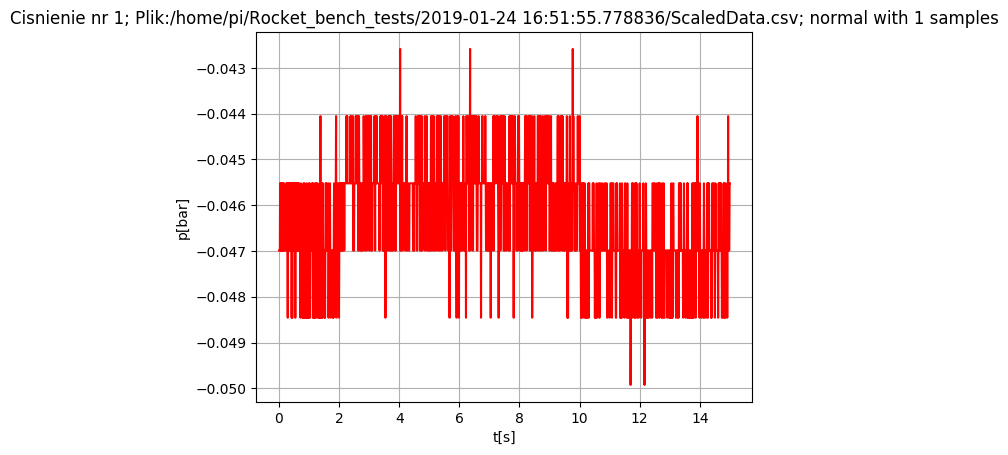 Cisnienie nr 1; Plik:/home/pi/Rocket_bench_tests/2019-01-24 16:51:55.778836/ScaledData.csv; normal with 1 samples
−0.043
−0.044
−0.045
−0.046
−0.047
−0.048
−0.049
−0.050
p[bar]
0 2 4 6 8 10 12 14
t[s]